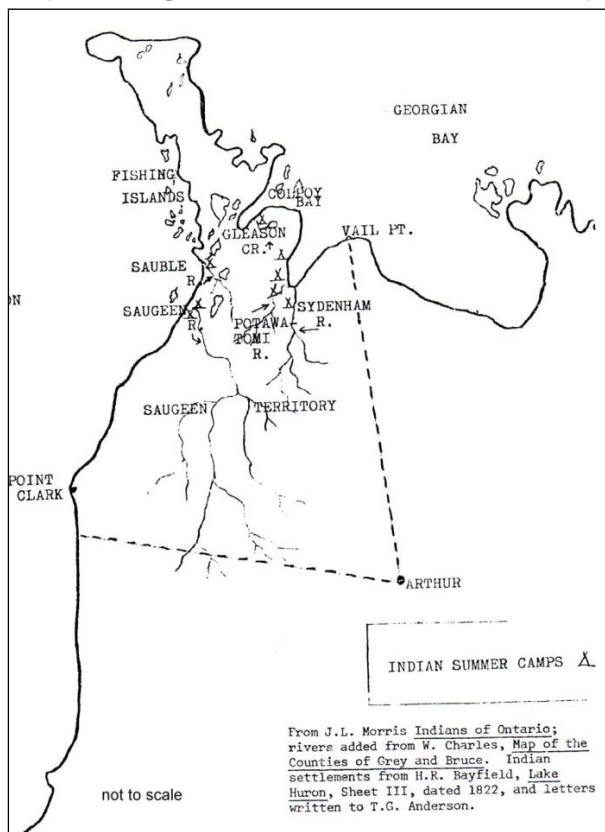 GEORGIAN
BAY
FISHING
ISLANDS
COLPOY
BAY
GLEASON
CR.
VAIL PT.
SAUBLE
R.
SAUGEEN
R.
POTAWA-
TOMI
R.
SYDENHAM
R.
ON
SAUGEEN TERRITORY
POINT
CLARK
ARTHUR
INDIAN SUMMER CAMPS
From J.L. Morris Indians of Ontario;
rivers added from W. Charles, Map of the
Counties of Grey and Bruce. Indian
settlements from H.R. Bayfield, Lake
Huron, Sheet III, dated 1822, and letters
written to T.G. Anderson.
not to scale